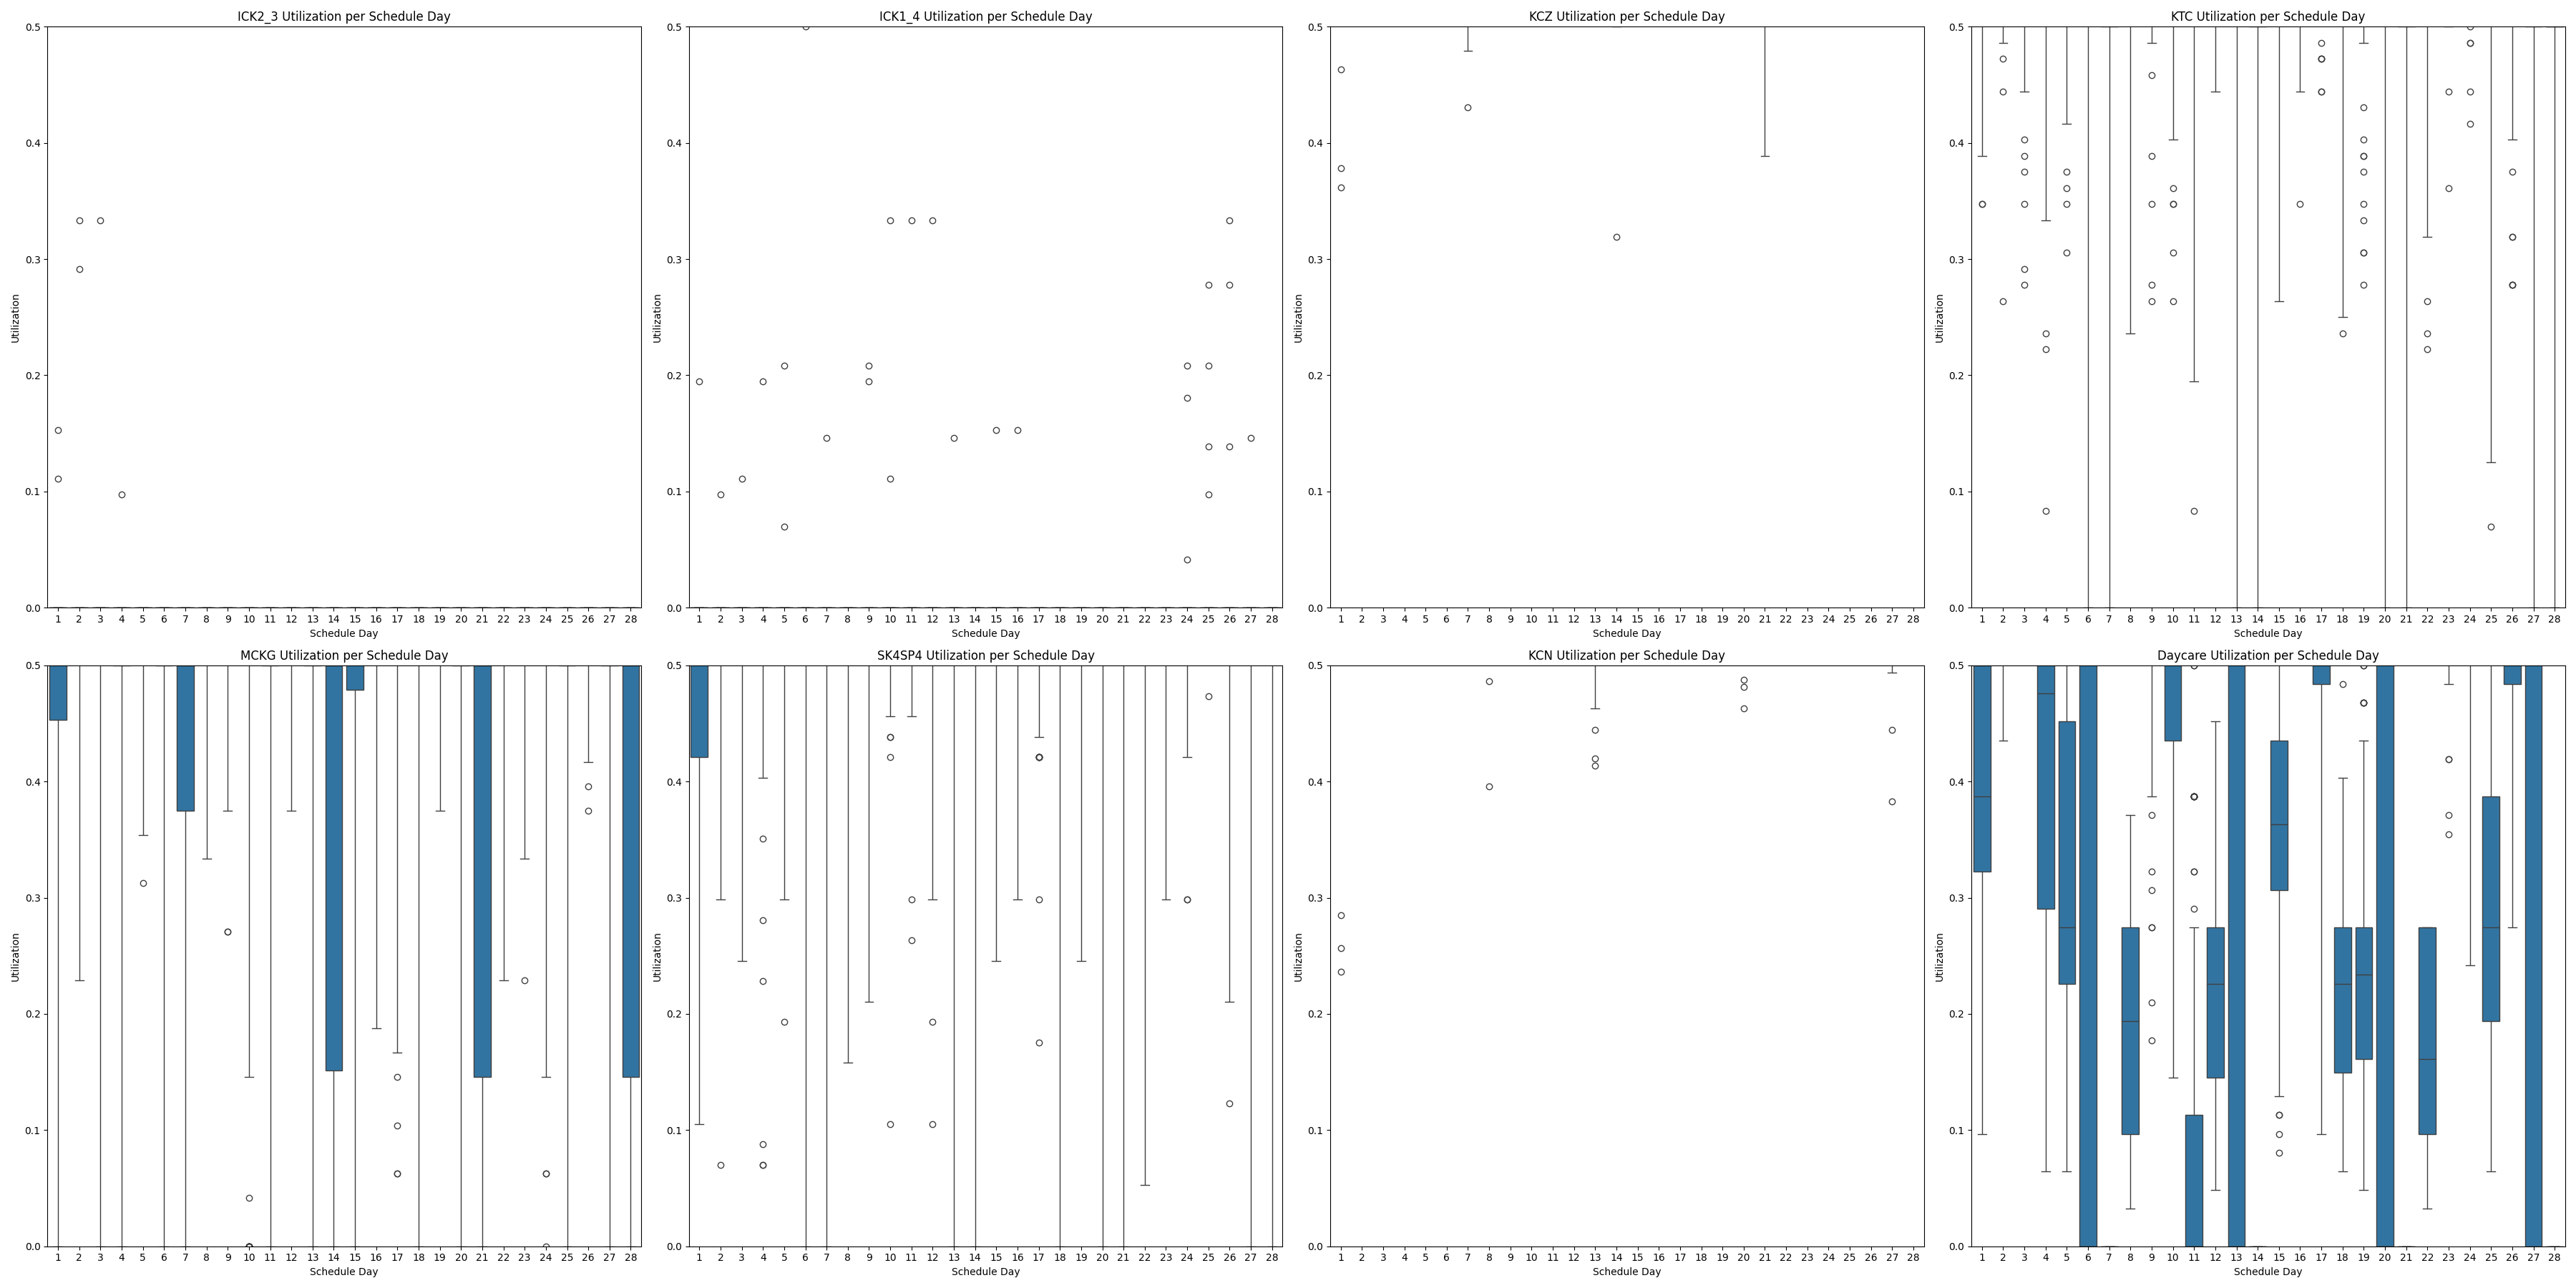 ICK2_3 Utilization per Schedule Day
Utilization
0.5
0.4
0.3
0.2
0.1
0.0
1 2 3 4 5 6 7 8 9 10 11 12 13 14 15 16 17 18 19 20 21 22 23 24 25 26 27 28
Schedule Day
ICK1_4 Utilization per Schedule Day
Utilization
0.5
0.4
0.3
0.2
0.1
0.0
1 2 3 4 5 6 7 8 9 10 11 12 13 14 15 16 17 18 19 20 21 22 23 24 25 26 27 28
Schedule Day
KCZ Utilization per Schedule Day
Utilization
0.5
0.4
0.3
0.2
0.1
0.0
1 2 3 4 5 6 7 8 9 10 11 12 13 14 15 16 17 18 19 20 21 22 23 24 25 26 27 28
Schedule Day
KTC Utilization per Schedule Day
Utilization
0.5
0.4
0.3
0.2
0.1
0.0
1 2 3 4 5 6 7 8 9 10 11 12 13 14 15 16 17 18 19 20 21 22 23 24 25 26 27 28
Schedule Day
MCKG Utilization per Schedule Day
Utilization
0.5
0.4
0.3
0.2
0.1
0.0
1 2 3 4 5 6 7 8 9 10 11 12 13 14 15 16 17 18 19 20 21 22 23 24 25 26 27 28
Schedule Day
SK4SP4 Utilization per Schedule Day
Utilization
0.5
0.4
0.3
0.2
0.1
0.0
1 2 3 4 5 6 7 8 9 10 11 12 13 14 15 16 17 18 19 20 21 22 23 24 25 26 27 28
Schedule Day
KCN Utilization per Schedule Day
Utilization
0.5
0.4
0.3
0.2
0.1
0.0
1 2 3 4 5 6 7 8 9 10 11 12 13 14 15 16 17 18 19 20 21 22 23 24 25 26 27 28
Schedule Day
Daycare Utilization per Schedule Day
Utilization
0.5
0.4
0.3
0.2
0.1
0.0
1 2 3 4 5 6 7 8 9 10 11 12 13 14 15 16 17 18 19 20 21 22 23 24 25 26 27 28
Schedule Day